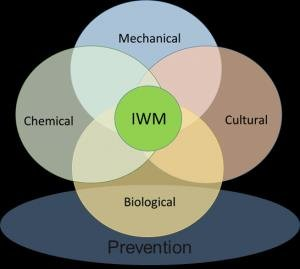 Mechanical
Chemical
IWM
Cultural
Biological
Prevention